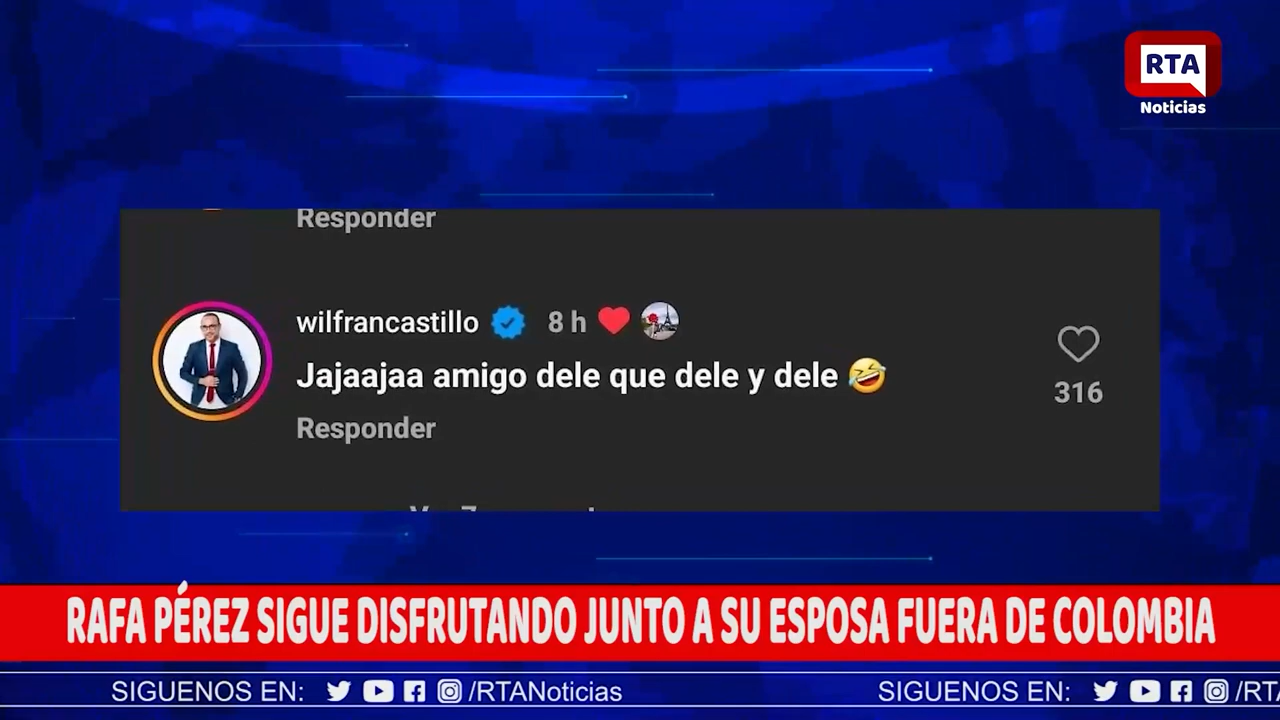 RTA
Noticias
Responder
wilfrancastillo 8 h
Jajaajaa amigo dele que dele y dele 🤣
316
Responder
RAFA PÉREZ SIGUE DISFRUTANDO JUNTO A SU ESPOSA FUERA DE COLOMBIA
SIGUENOS EN: /RTANoticias SIGUENOS EN: /RTA